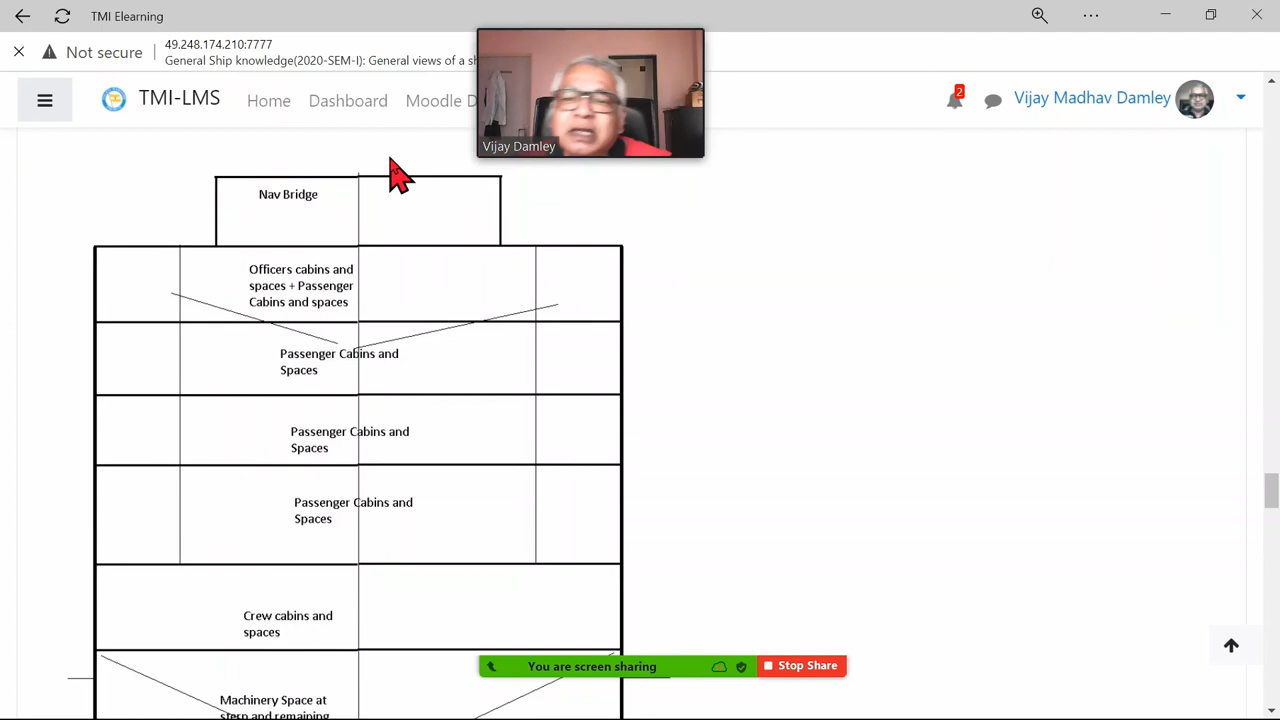 TMI Elearning
Not secure
49.248.174.210:7777
General Ship knowledge(2020-SEM-I): General views of a sh
TMI-LMS
Home
Dashboard
Moodle D
2
Vijay Madhav Damley
Vijay Damley
Nav Bridge
Officers cabins and
spaces + Passenger
Cabins and spaces
Passenger Cabins and
Spaces
Passenger Cabins and
Spaces
Passenger Cabins and
Spaces
Crew cabins and
spaces
You are screen sharing
Stop Share
Machinery Space at
stern and remaining